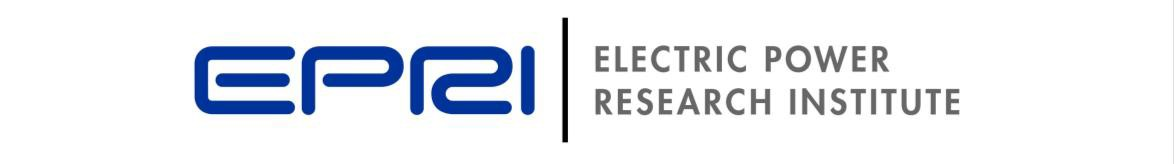 EPRI
ELECTRIC POWER
RESEARCH INSTITUTE